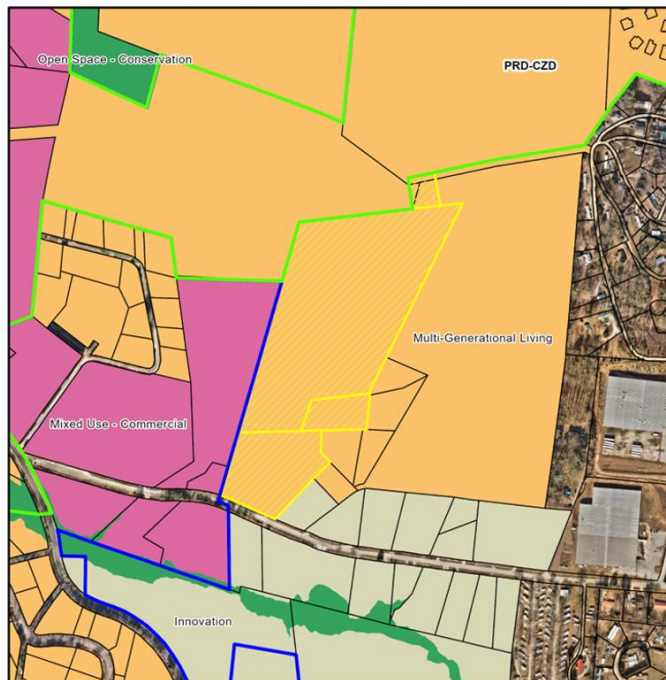 Open Space - Conservation
PRD-CZD
Multi-Generational Living
Mixed Use - Commercial
Innovation